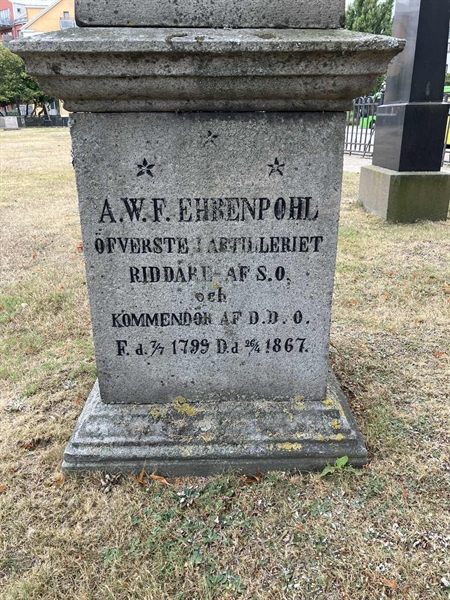 A.W.F. EHRENPOHL
ÖFVERSTE I ARTILLERIET
RIDDARE AF S.O.
och
KOMMENDÖR AF D.D.O.
F.d. 7/7 1799 D.d 26/4 1867.